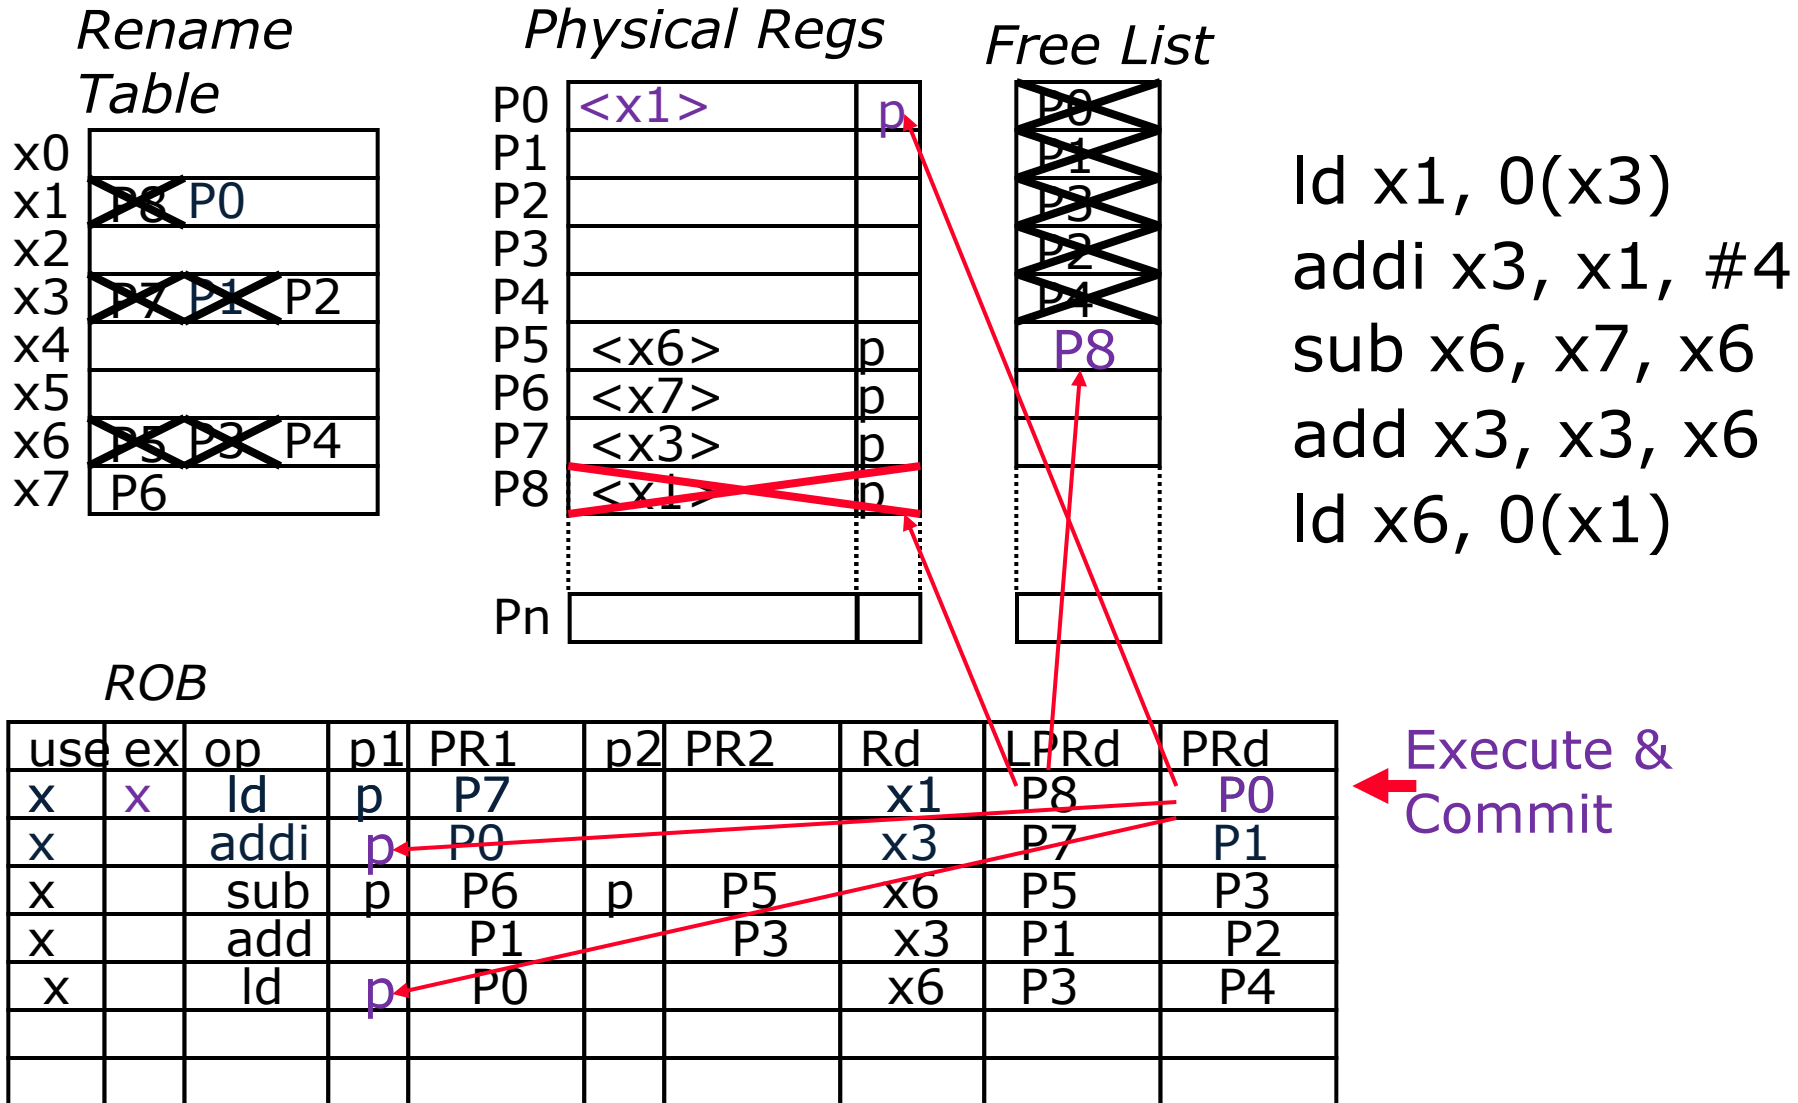 Rename
Table
x0
x1 P8 P0
x2
x3 P7 P1 P2
x4
x5
x6 P5 P3 P4
x7 P6
Physical Regs
P0 <x1> p
P1
P2
P3
P4
P5 <x6> p
P6 <x7> p
P7 <x3> p
P8 <x1> p
Pn
Free List
P0
P1
P3
P2
P4
P8
ld x1, 0(x3)
addi x3, x1, #4
sub x6, x7, x6
add x3, x3, x6
ld x6, 0(x1)
ROB
use ex op p1 PR1 p2 PR2 Rd LPRd PRd
x x ld p P7 x1 P8 P0
x addi p P0 x3 P7 P1
x sub p P6 p P5 x6 P5 P3
x add P1 P3 x3 P1 P2
x ld p P0 x6 P3 P4
Execute &
Commit